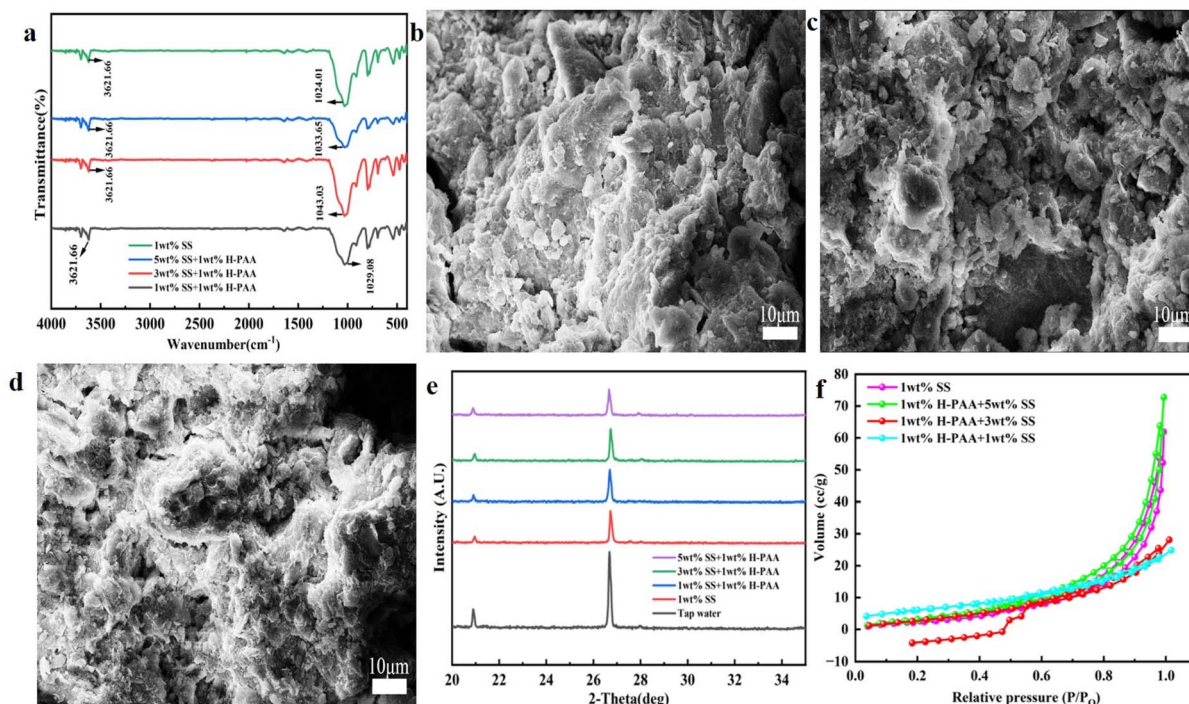 a
Transmittance(%)
3621.66
1024.01
3621.66
1033.65
3621.66
1043.03
3621.66
1029.08
1wt% SS
5wt% SS+1wt% H-PAA
3wt% SS+1wt% H-PAA
1wt% SS+1wt% H-PAA
4000 3500 3000 2500 2000 1500 1000 500
Wavenumber(cm-1)
b
10μm
c
10μm
d
10μm
e
Intensity (A.U.)
5wt% SS+1wt% H-PAA
3wt% SS+1wt% H-PAA
1wt% SS+1wt% H-PAA
1wt% SS
Tap water
20 22 24 26 28 30 32 34
2-Theta(deg)
f
Volume (cc/g)
80
70
60
50
40
30
20
10
0
−10
1wt% SS
1wt% H-PAA+5wt% SS
1wt% H-PAA+3wt% SS
1wt% H-PAA+1wt% SS
0.0 0.2 0.4 0.6 0.8 1.0
Relative pressure (P/PO)